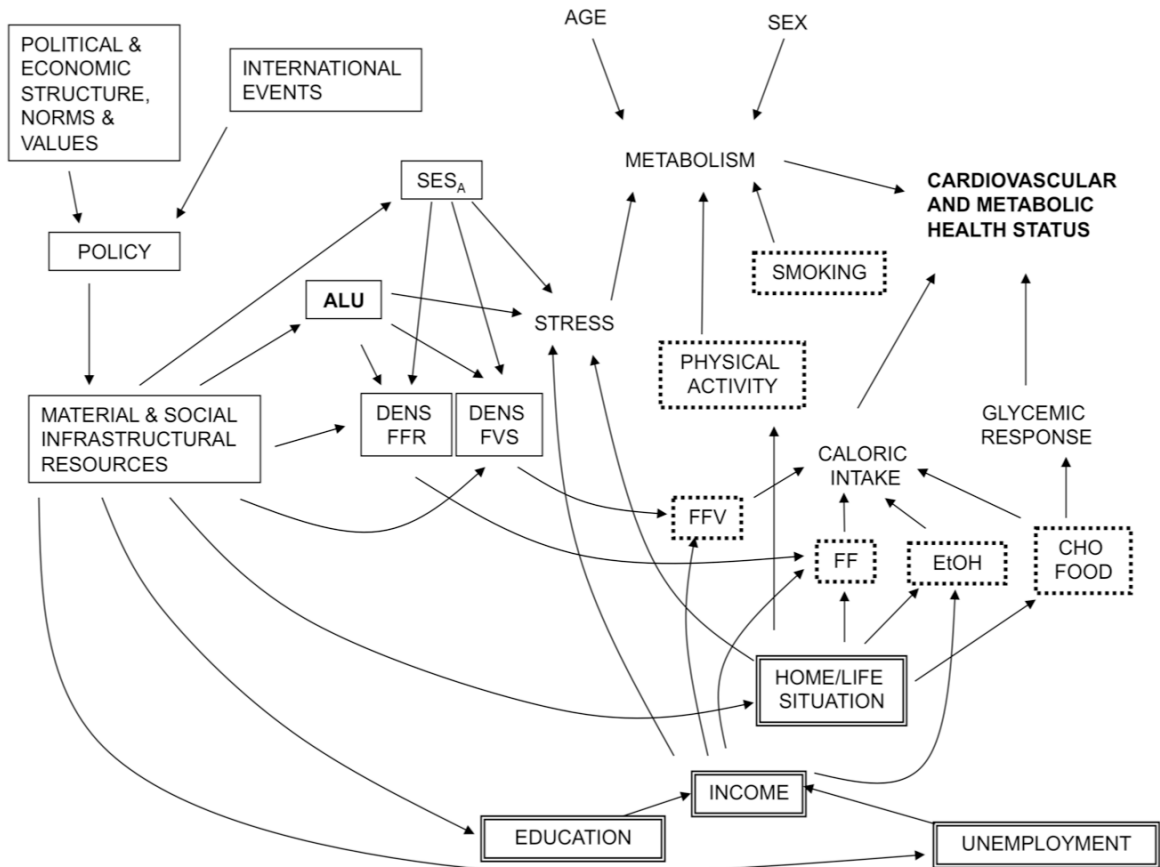 AGE
SEX
POLITICAL &
ECONOMIC
STRUCTURE,
NORMS &
VALUES
INTERNATIONAL
EVENTS
METABOLISM
SES_A
CARDIOVASCULAR
AND METABOLIC
HEALTH STATUS
POLICY
SMOKING
ALU
STRESS
PHYSICAL
ACTIVITY
MATERIAL & SOCIAL
INFRASTRUCTURAL
RESOURCES
DENS
FFR
DENS
FVS
GLYCEMIC
RESPONSE
CALORIC
INTAKE
FFV
FF
EtOH
CHO
FOOD
HOME/LIFE
SITUATION
INCOME
EDUCATION
UNEMPLOYMENT